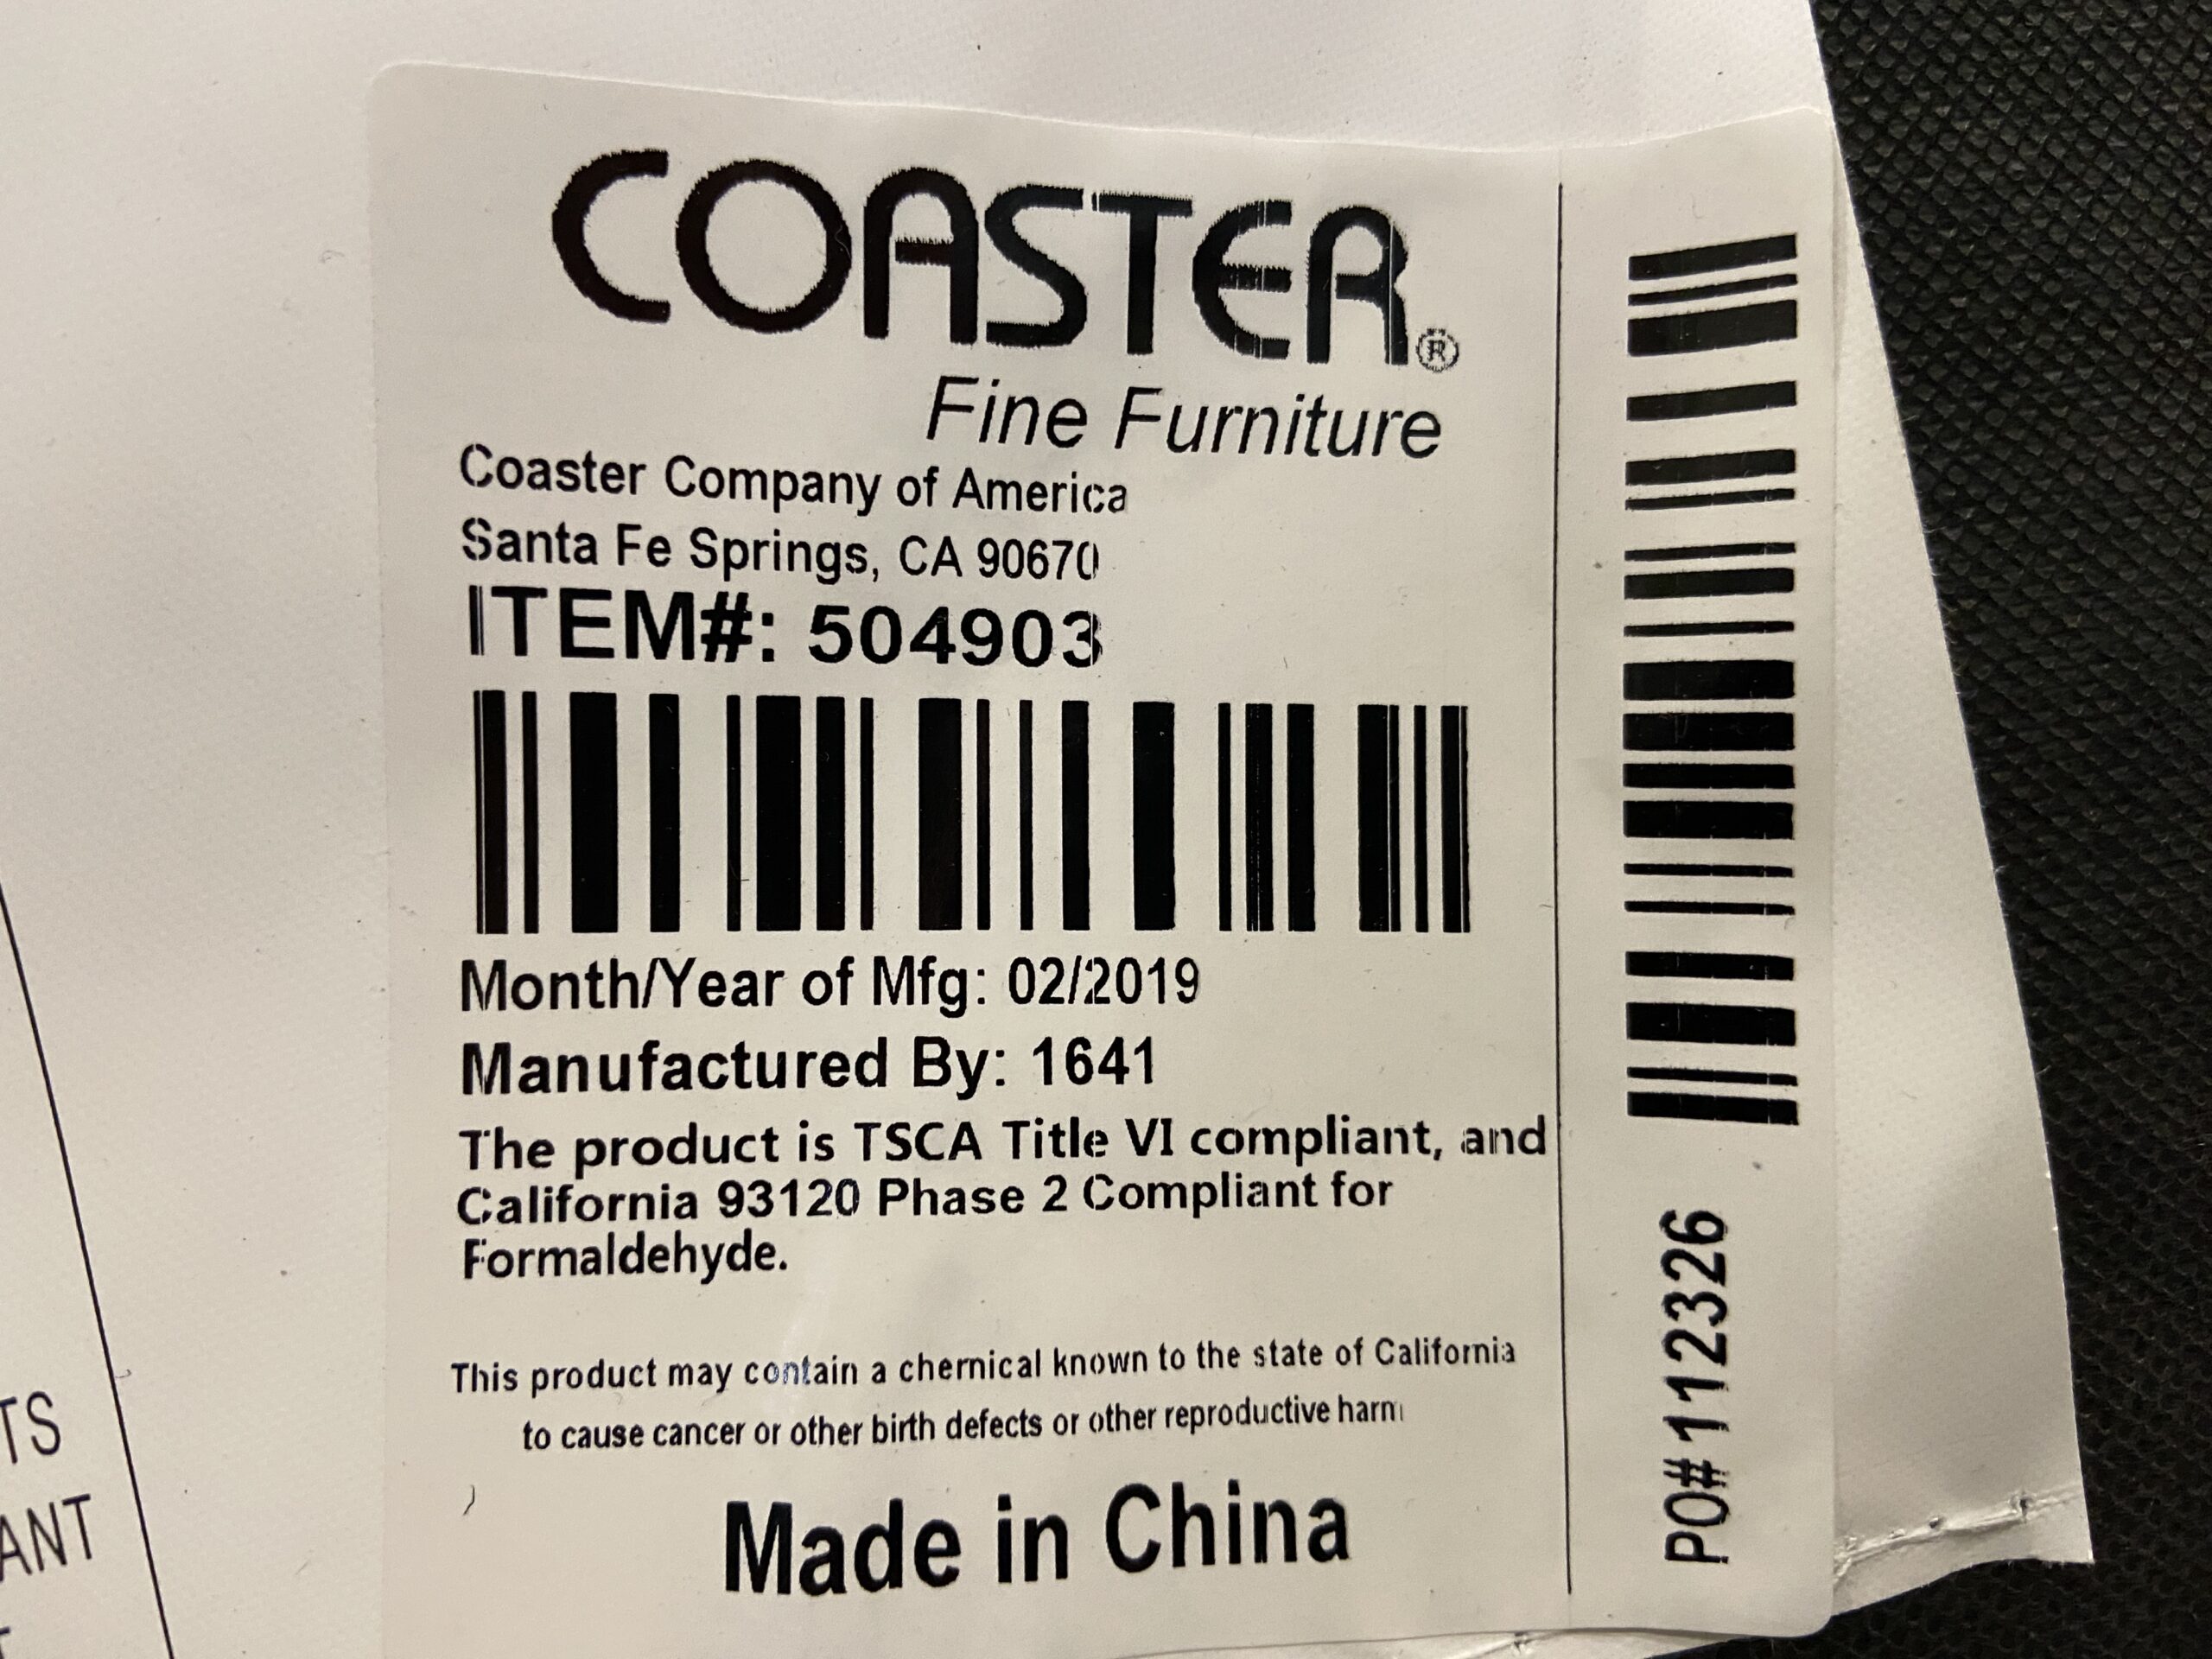 COASTER®
Fine Furniture
Coaster Company of America
Santa Fe Springs, CA 90670
ITEM#: 504903
Month/Year of Mfg: 02/2019
Manufactured By: 1641
The product is TSCA Title VI compliant, and
California 93120 Phase 2 Compliant for
Formaldehyde.
This product may contain a chemical known to the state of California
to cause cancer or other birth defects or other reproductive harm
Made in China
PO#112326
TS
ANT